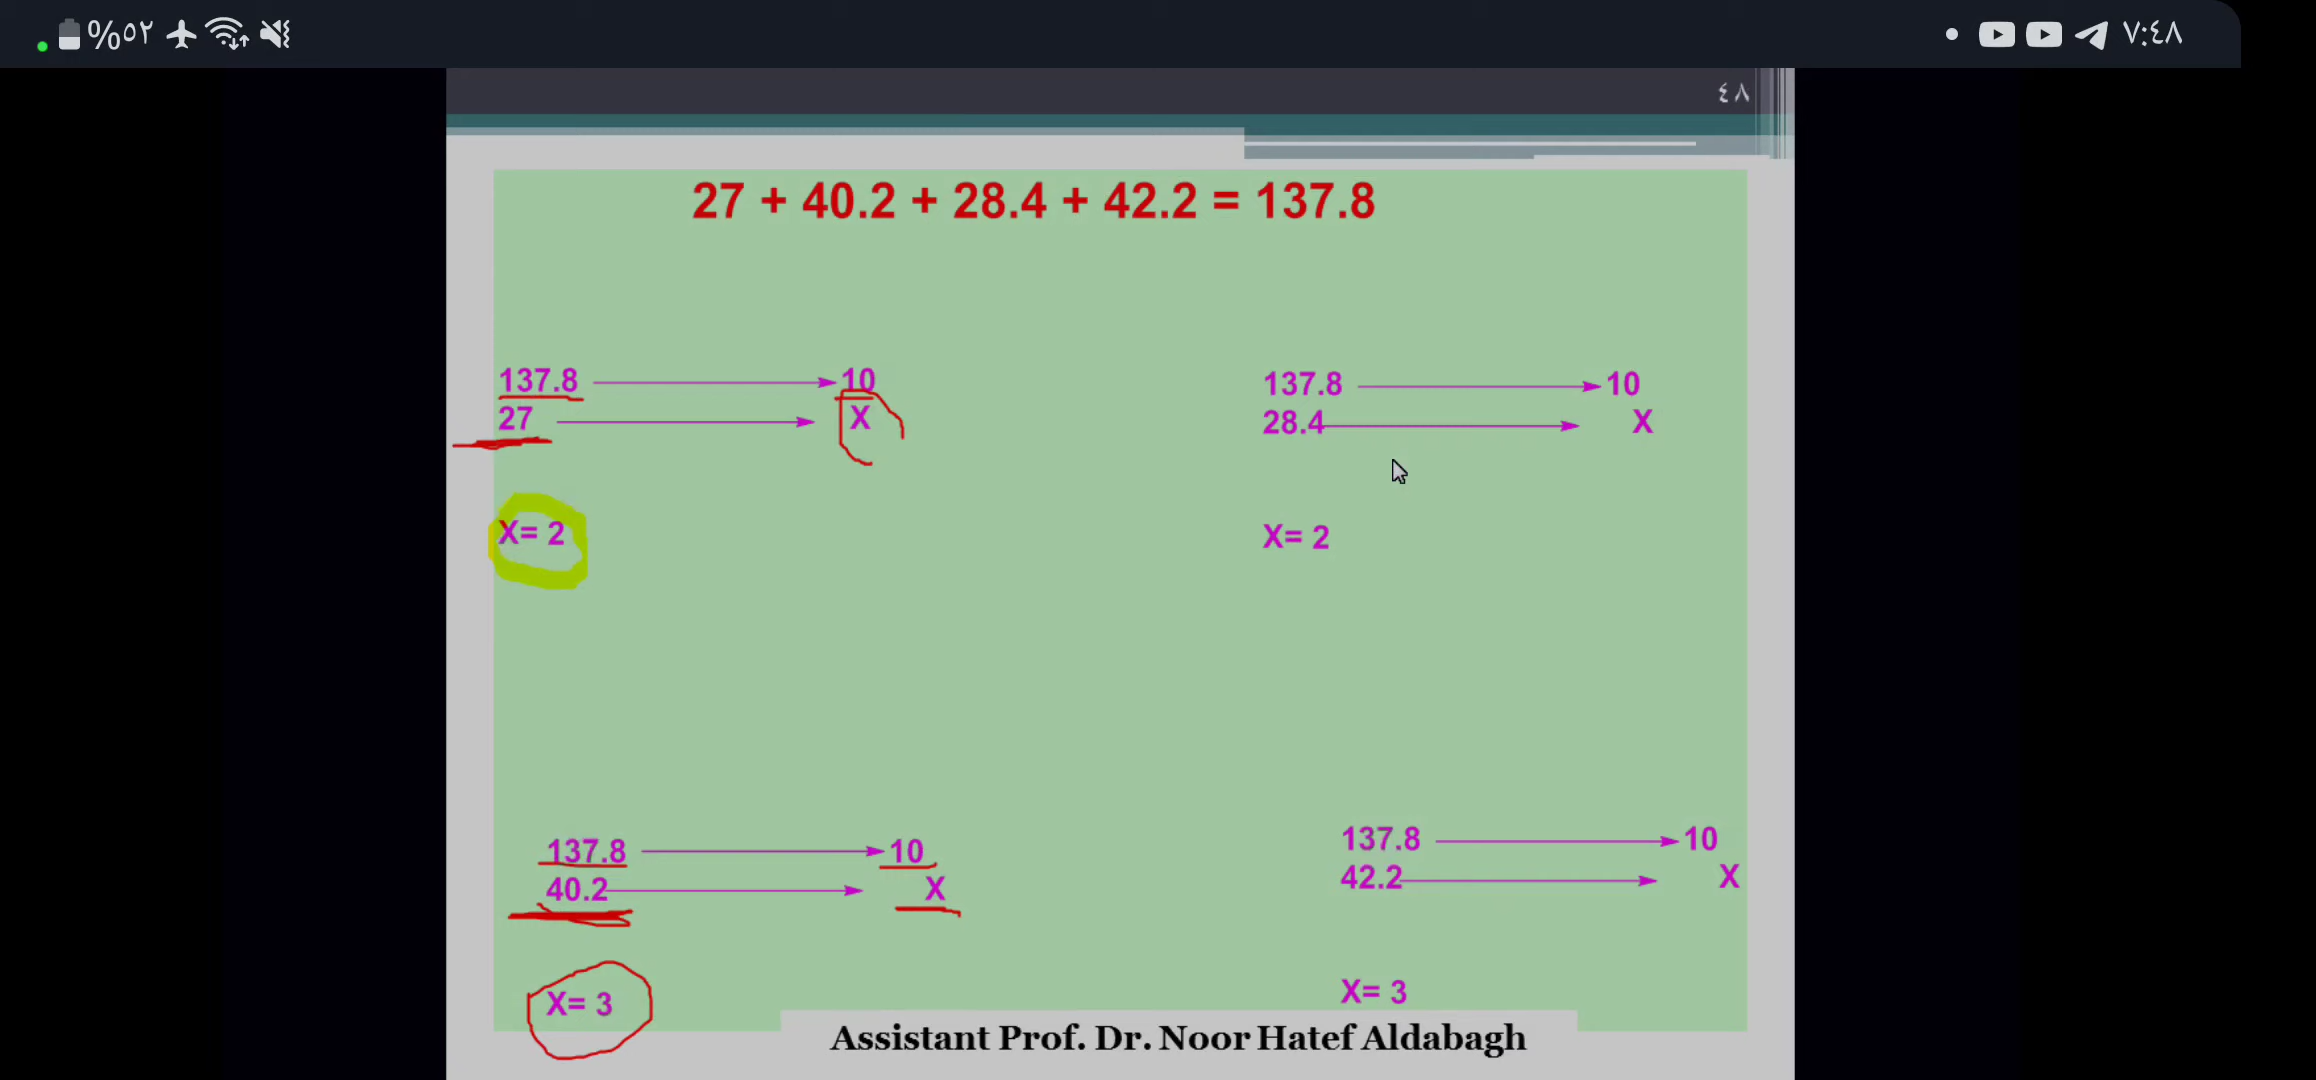 %٥٢
٧:٤٨
٤٨
27 + 40.2 + 28.4 + 42.2 = 137.8
137.8 10
27 X
X= 2
137.8 10
28.4 X
X= 2
137.8 10
40.2 X
X= 3
137.8 10
42.2 X
X= 3
Assistant Prof. Dr. Noor Hatef Aldabagh